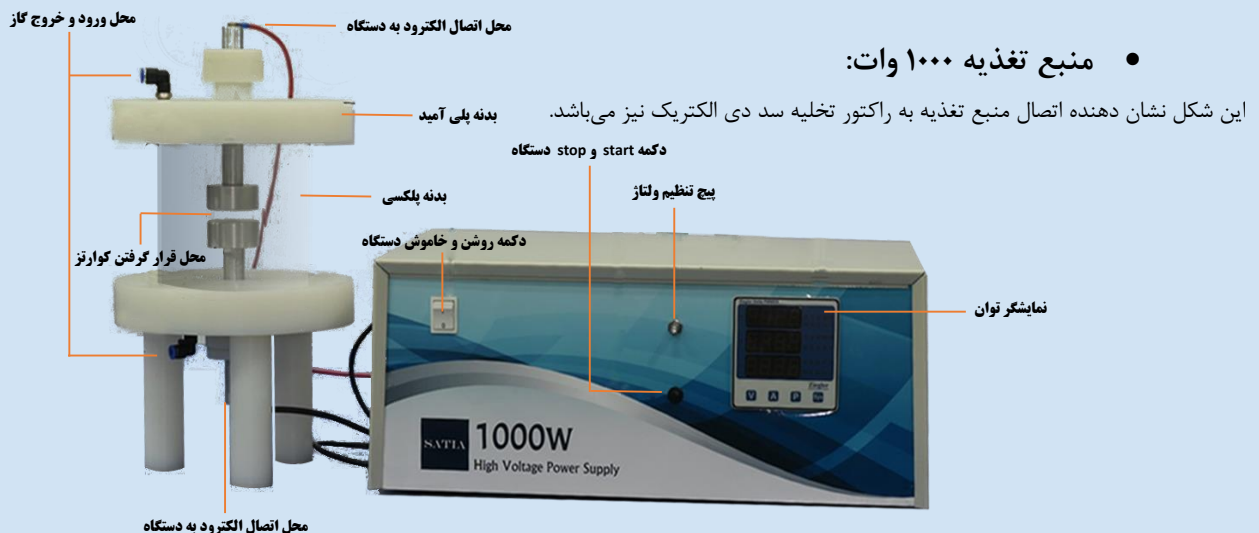 محل ورود و خروج گاز
محل اتصال الکترود به دستگاه
• منبع تغذیه ۱۰۰۰ وات:
این شکل نشان دهنده اتصال منبع تغذیه به راکتور تخلیه سد دی الکتریک نیز می‌باشد.
بدنه پلی آمید
دکمه start و stop دستگاه
پیچ تنظیم ولتاژ
بدنه پلکسی
دکمه روشن و خاموش دستگاه
محل قرار گرفتن کوارتز
نمایشگر توان
Ziegler
V A P
SATIA
1000W
High Voltage Power Supply
محل اتصال الکترود به دستگاه